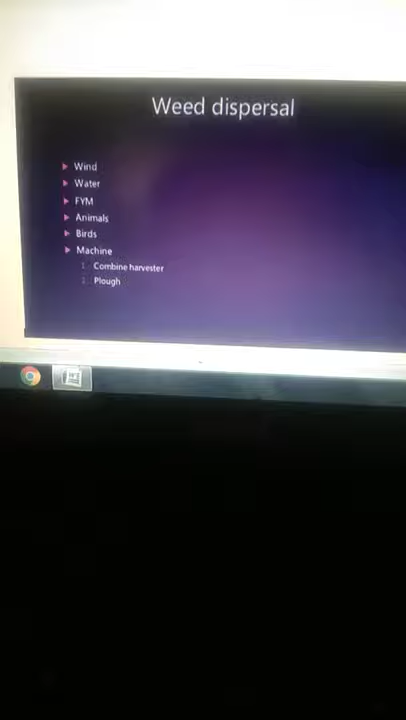 Weed dispersal
Wind
Water
FYM
Animals
Birds
Machine
Combine harvester
Plough